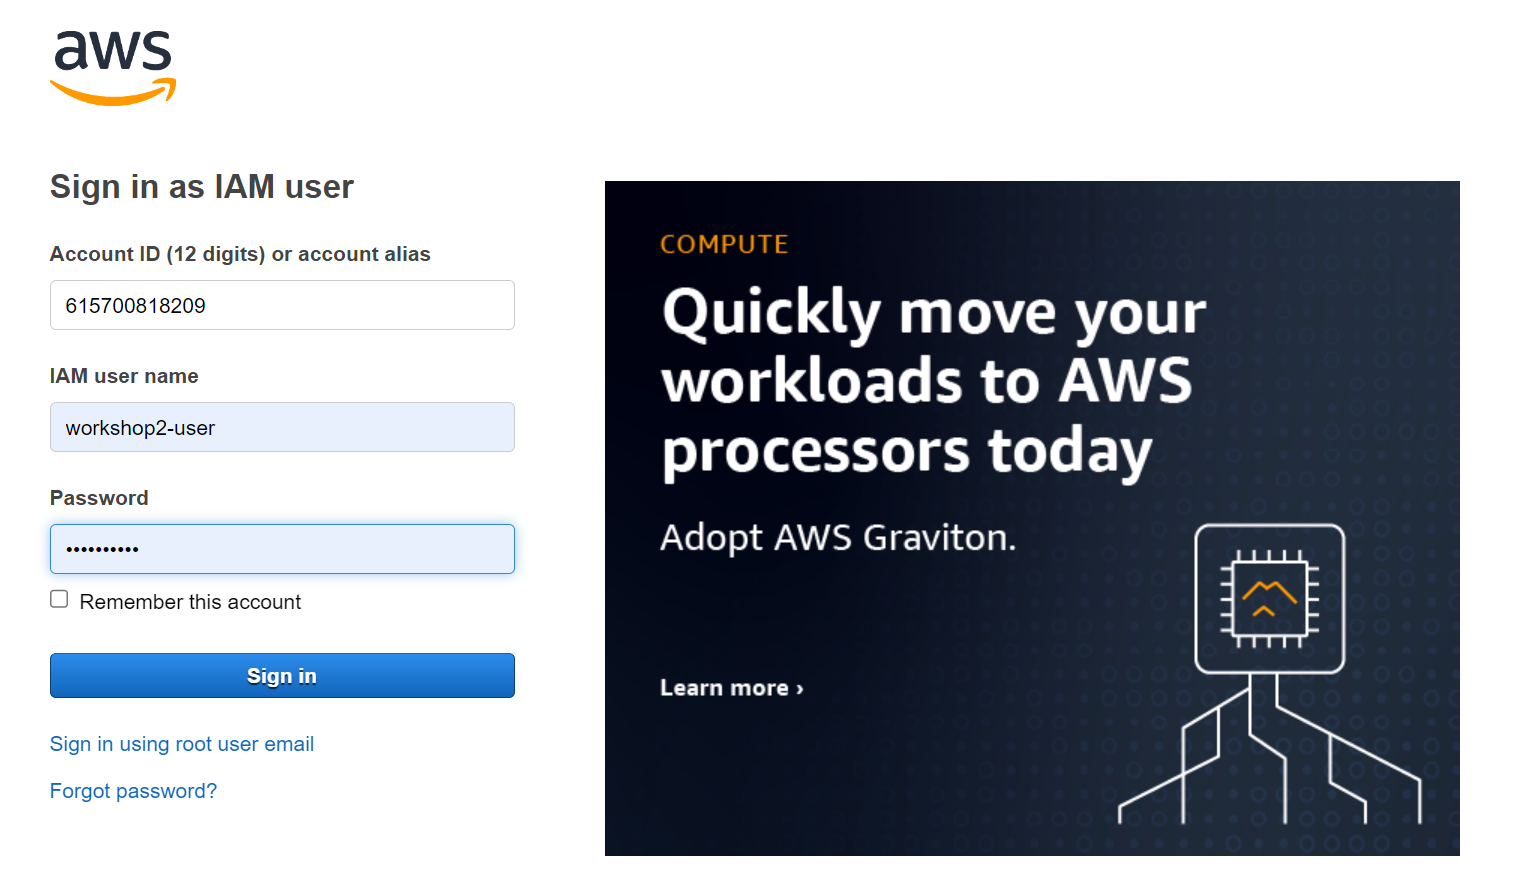 aws
Sign in as IAM user
Account ID (12 digits) or account alias
615700818209
IAM user name
workshop2-user
Password
••••••••••
Remember this account
Sign in
Sign in using root user email
Forgot password?
COMPUTE
Quickly move your
workloads to AWS
processors today
Adopt AWS Graviton.
Learn more ›